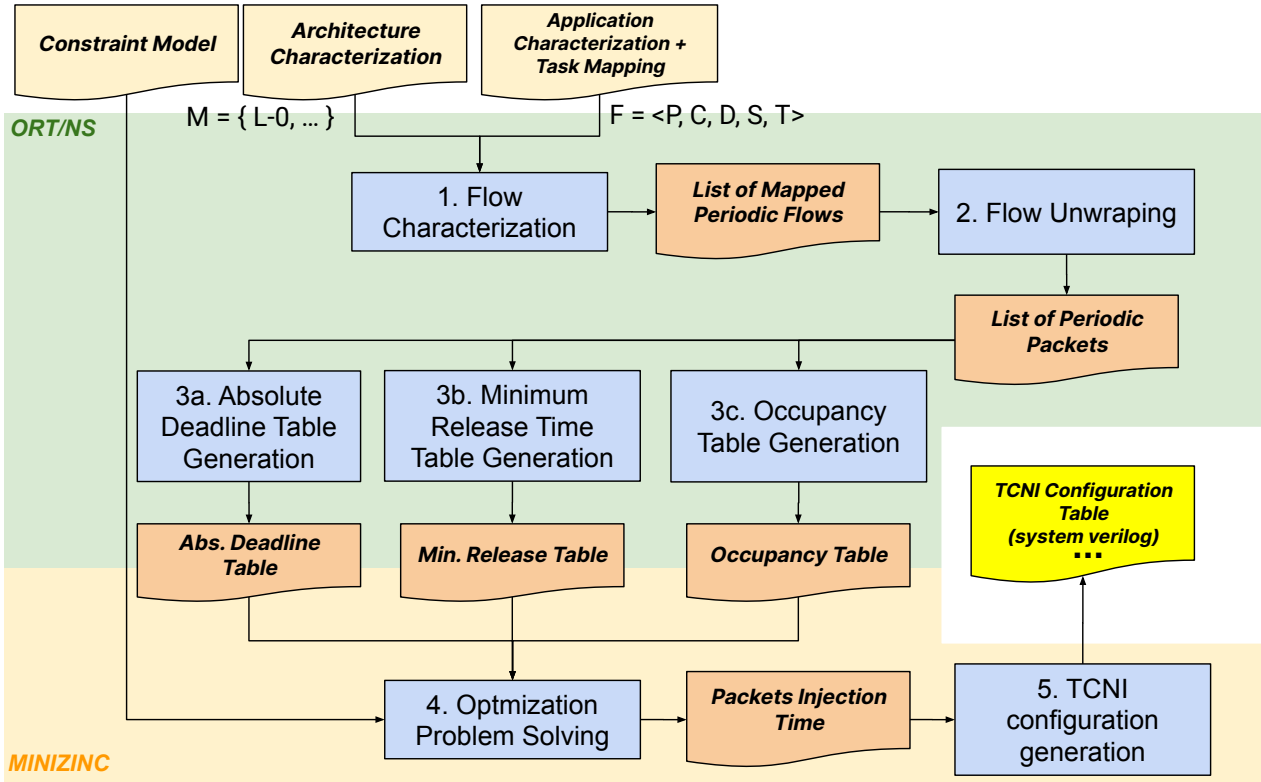 Constraint Model
Architecture
Characterization
Application
Characterization +
Task Mapping
M = { L-0, ... }
F = <P, C, D, S, T>
ORT/NS
1. Flow
Characterization
List of Mapped
Periodic Flows
2. Flow Unwraping
List of Periodic
Packets
3a. Absolute
Deadline Table
Generation
3b. Minimum
Release Time
Table Generation
3c. Occupancy
Table Generation
TCNI Configuration
Table
(system verilog)
...
Abs. Deadline
Table
Min. Release Table
Occupancy Table
4. Optmization
Problem Solving
Packets Injection
Time
5. TCNI
configuration
generation
MINIZINC